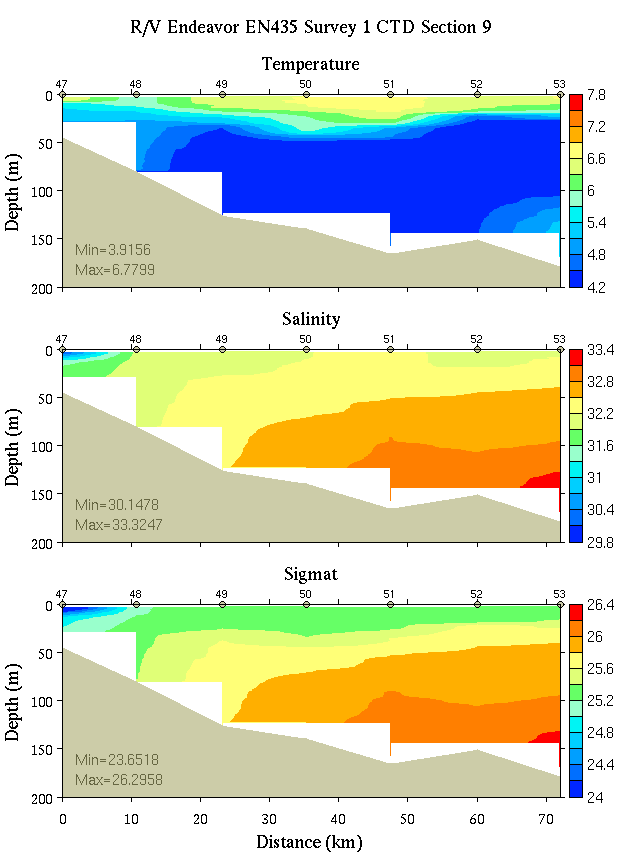 R/V Endeavor EN435 Survey 1 CTD Section 9
Temperature
47 48 49 50 51 52 53
0
50
100
150
200
Depth (m)
Min=3.9156
Max=6.7799
7.8
7.2
6.6
6
5.4
4.8
4.2
Salinity
47 48 49 50 51 52 53
0
50
100
150
200
Depth (m)
Min=30.1478
Max=33.3247
33.4
32.8
32.2
31.6
31
30.4
29.8
Sigmat
47 48 49 50 51 52 53
0
50
100
150
200
Depth (m)
Min=23.6518
Max=26.2958
26.4
26
25.6
25.2
24.8
24.4
24
0 10 20 30 40 50 60 70
Distance (km)